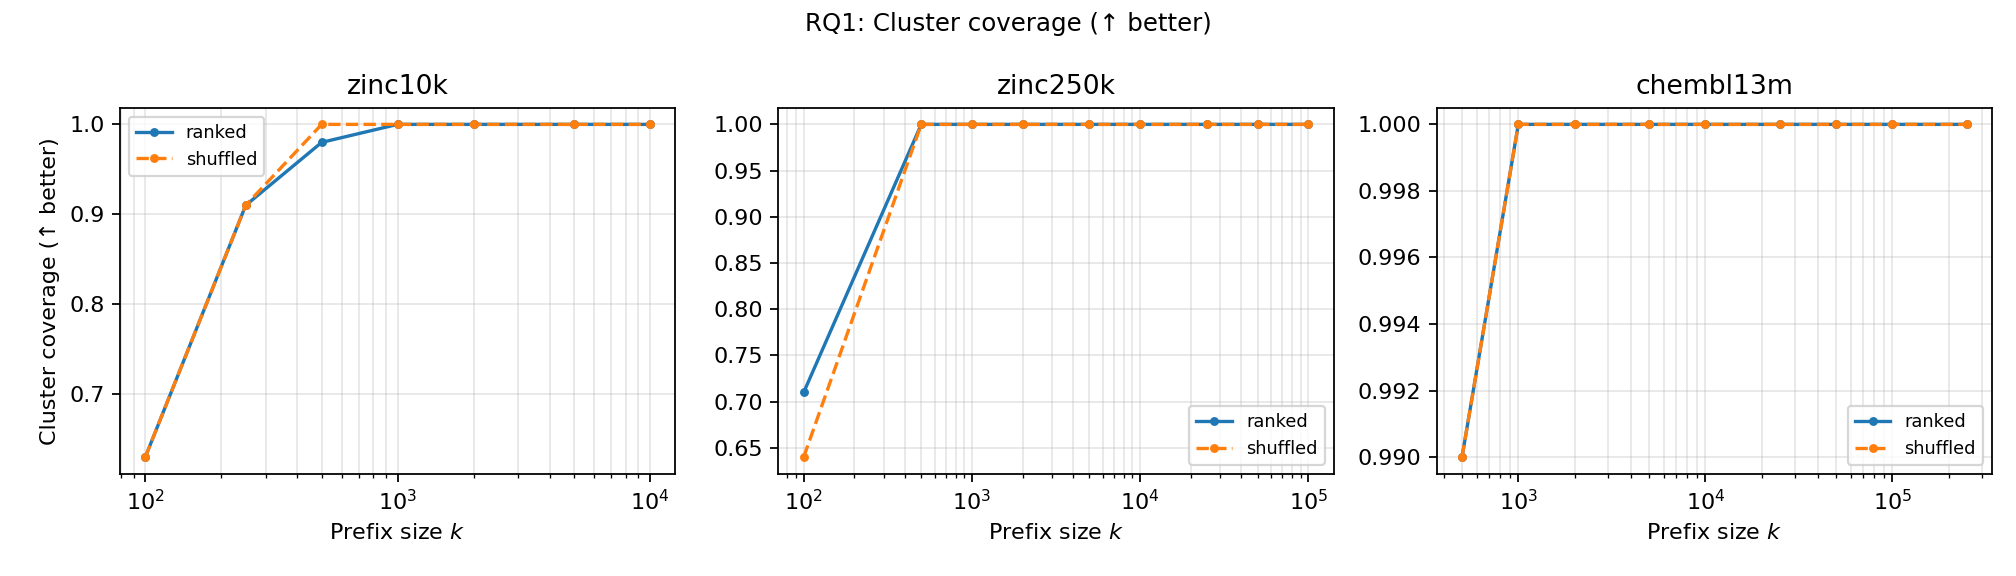 RQ1: Cluster coverage (↑ better)
zinc10k
Cluster coverage (↑ better)
1.0
0.9
0.8
0.7
ranked
shuffled
10²
10³
10⁴
Prefix size k
zinc250k
1.00
0.95
0.90
0.85
0.80
0.75
0.70
0.65
ranked
shuffled
10²
10³
10⁴
10⁵
Prefix size k
chembl13m
1.000
0.998
0.996
0.994
0.992
0.990
ranked
shuffled
10³
10⁴
10⁵
Prefix size k